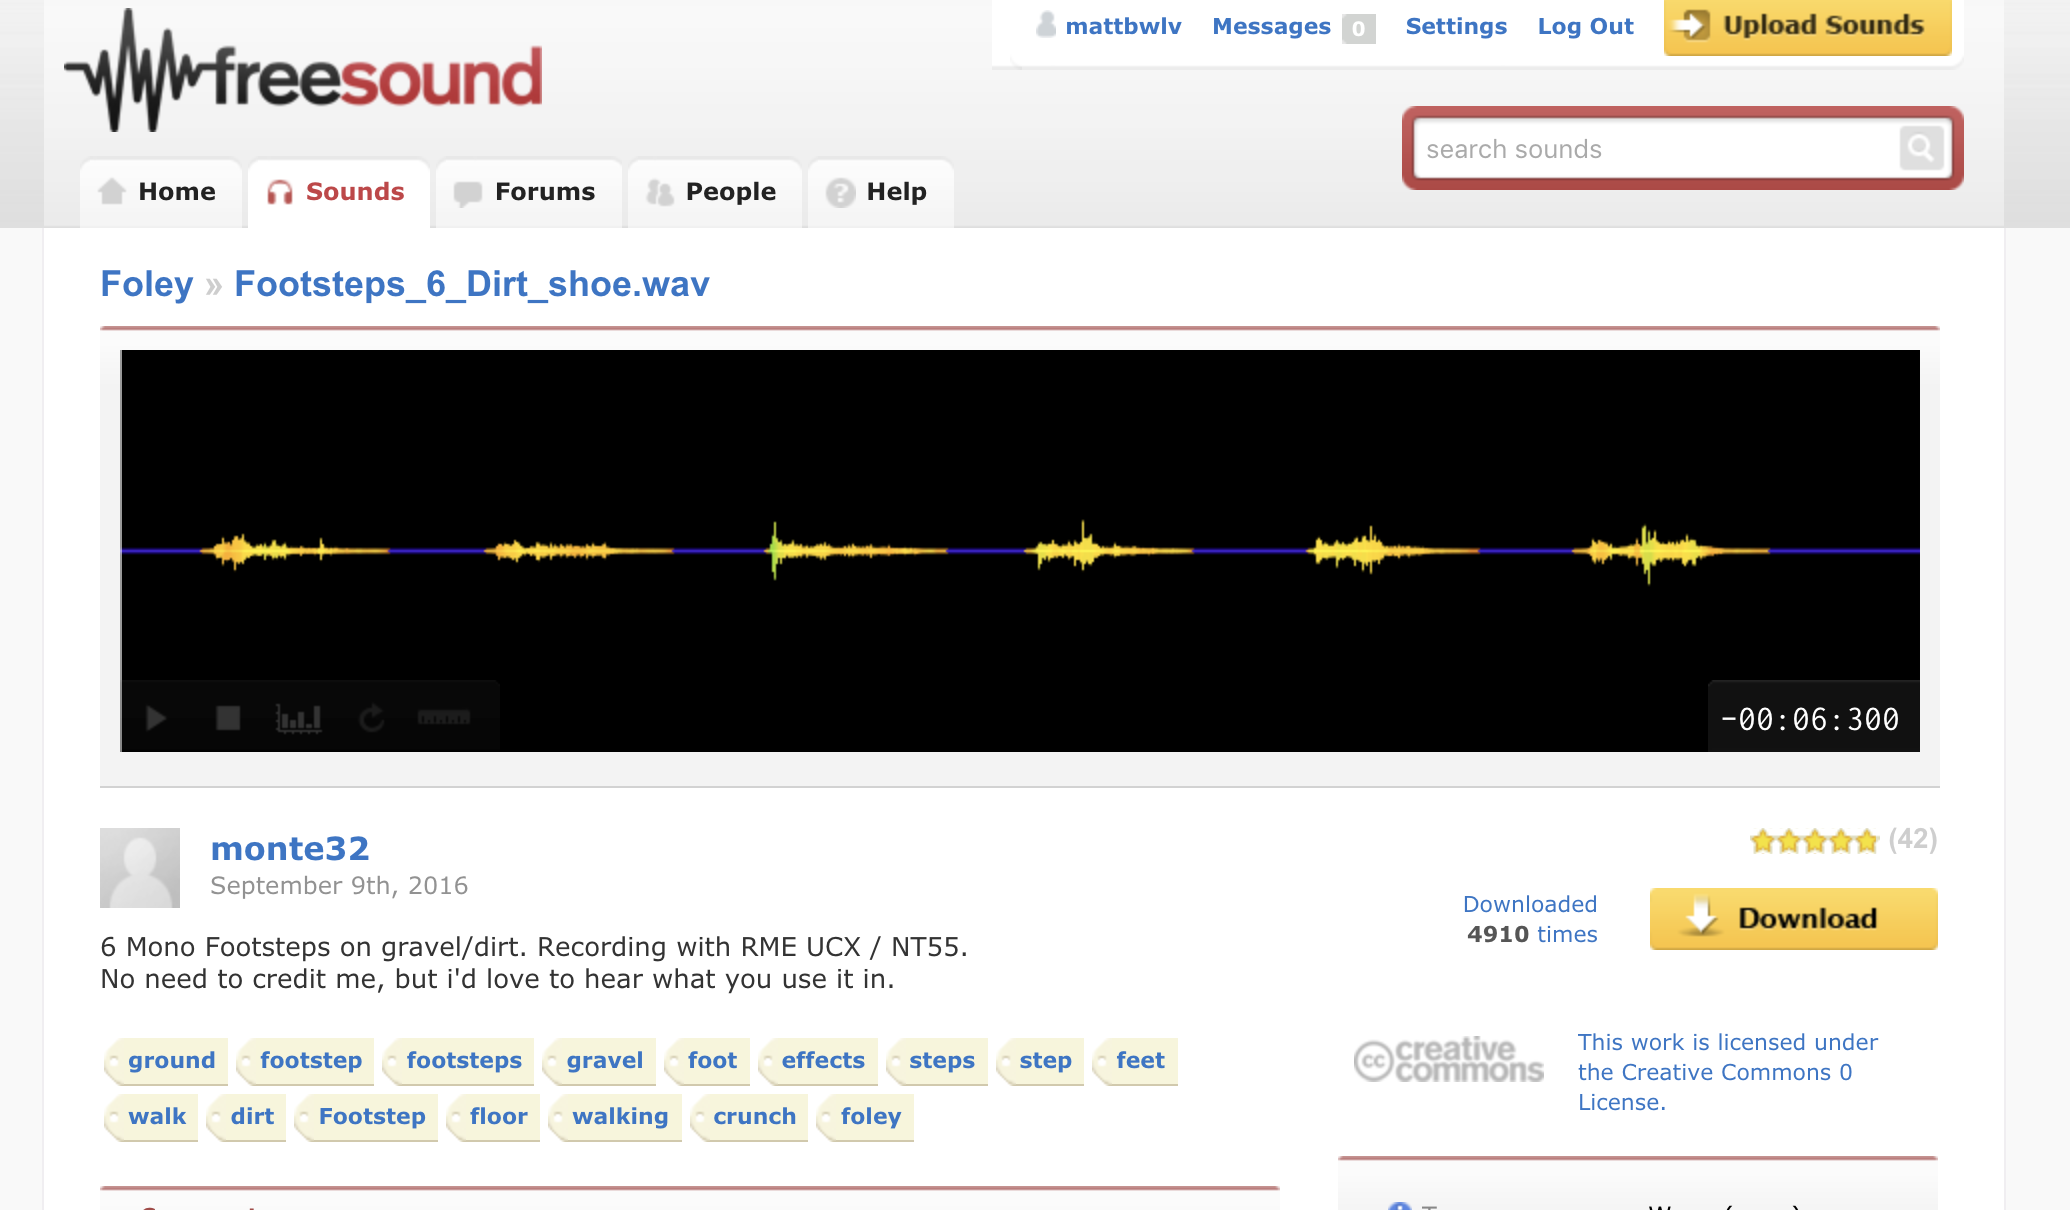 mattbwlv Messages 0 Settings Log Out Upload Sounds
freesound
search sounds
Home Sounds Forums People Help
Foley » Footsteps_6_Dirt_shoe.wav
-00:06:300
monte32
September 9th, 2016
(42)
Downloaded
4910 times
Download
6 Mono Footsteps on gravel/dirt. Recording with RME UCX / NT55.
No need to credit me, but i'd love to hear what you use it in.
ground footstep footsteps gravel foot effects steps step feet
walk dirt Footstep floor walking crunch foley
cc creative
commons
This work is licensed under
the Creative Commons 0
License.